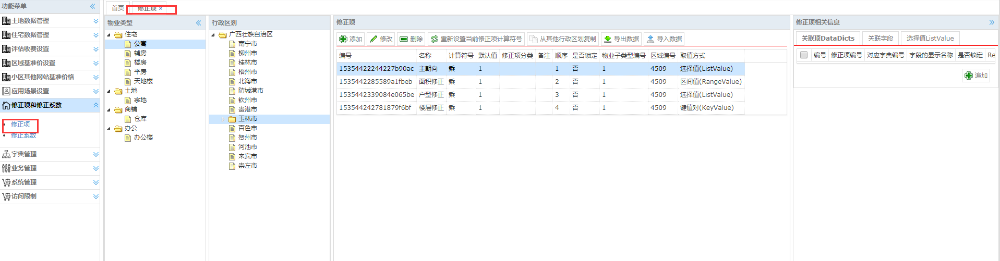 功能菜单
土地数据管理
住宅数据管理
评估收费设置
区域基准价设置
小区其他网站基准价格
应用场景设置
修正项和修正系数
修正项
修正系数
字典管理
业务管理
系统管理
访问限制
首页 修正项 ×
物业类型
住宅
公寓
辅房
楼房
平房
天地楼
土地
宗地
商铺
仓库
办公
办公楼
行政区划
广西壮族自治区
南宁市
柳州市
桂林市
梧州市
北海市
防城港市
钦州市
贵港市
玉林市
百色市
贺州市
河池市
来宾市
崇左市
修正项
添加 修改 删除 重新设置当前修正项计算符号 从其他行政区划复制 导出数据 导入数据
编号 名称 计算符号 默认值 修正项分类 备注 顺序 是否锁定 物业子类型编号 区域编号 取值方式
15354422244227b90ac 主朝向 乘 1 1 否 1 4509 选择值(ListValue)
1535442285589a1fbeb 面积修正 乘 1 2 否 1 4509 区间值(RangeValue)
1535442339084e065be 户型修正 乘 1 3 否 1 4509 选择值(ListValue)
153544242781879f6bf 楼层修正 乘 1 4 否 1 4509 键值对(KeyValue)
修正项相关信息
关联项DataDicts 关联字段 选择值ListValue
编号 修正项编号 对应字典编号 字段的显示名称 是否锁定 Re
追加